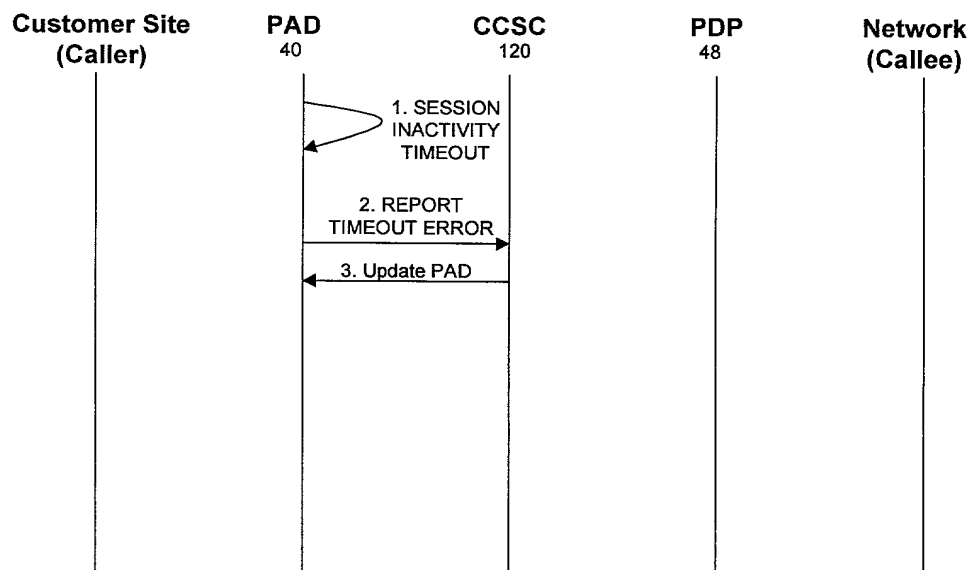 Customer Site
(Caller)
PAD
40
CCSC
120
PDP
48
Network
(Callee)
1. SESSION
INACTIVITY
TIMEOUT
2. REPORT
TIMEOUT ERROR
3. Update PAD